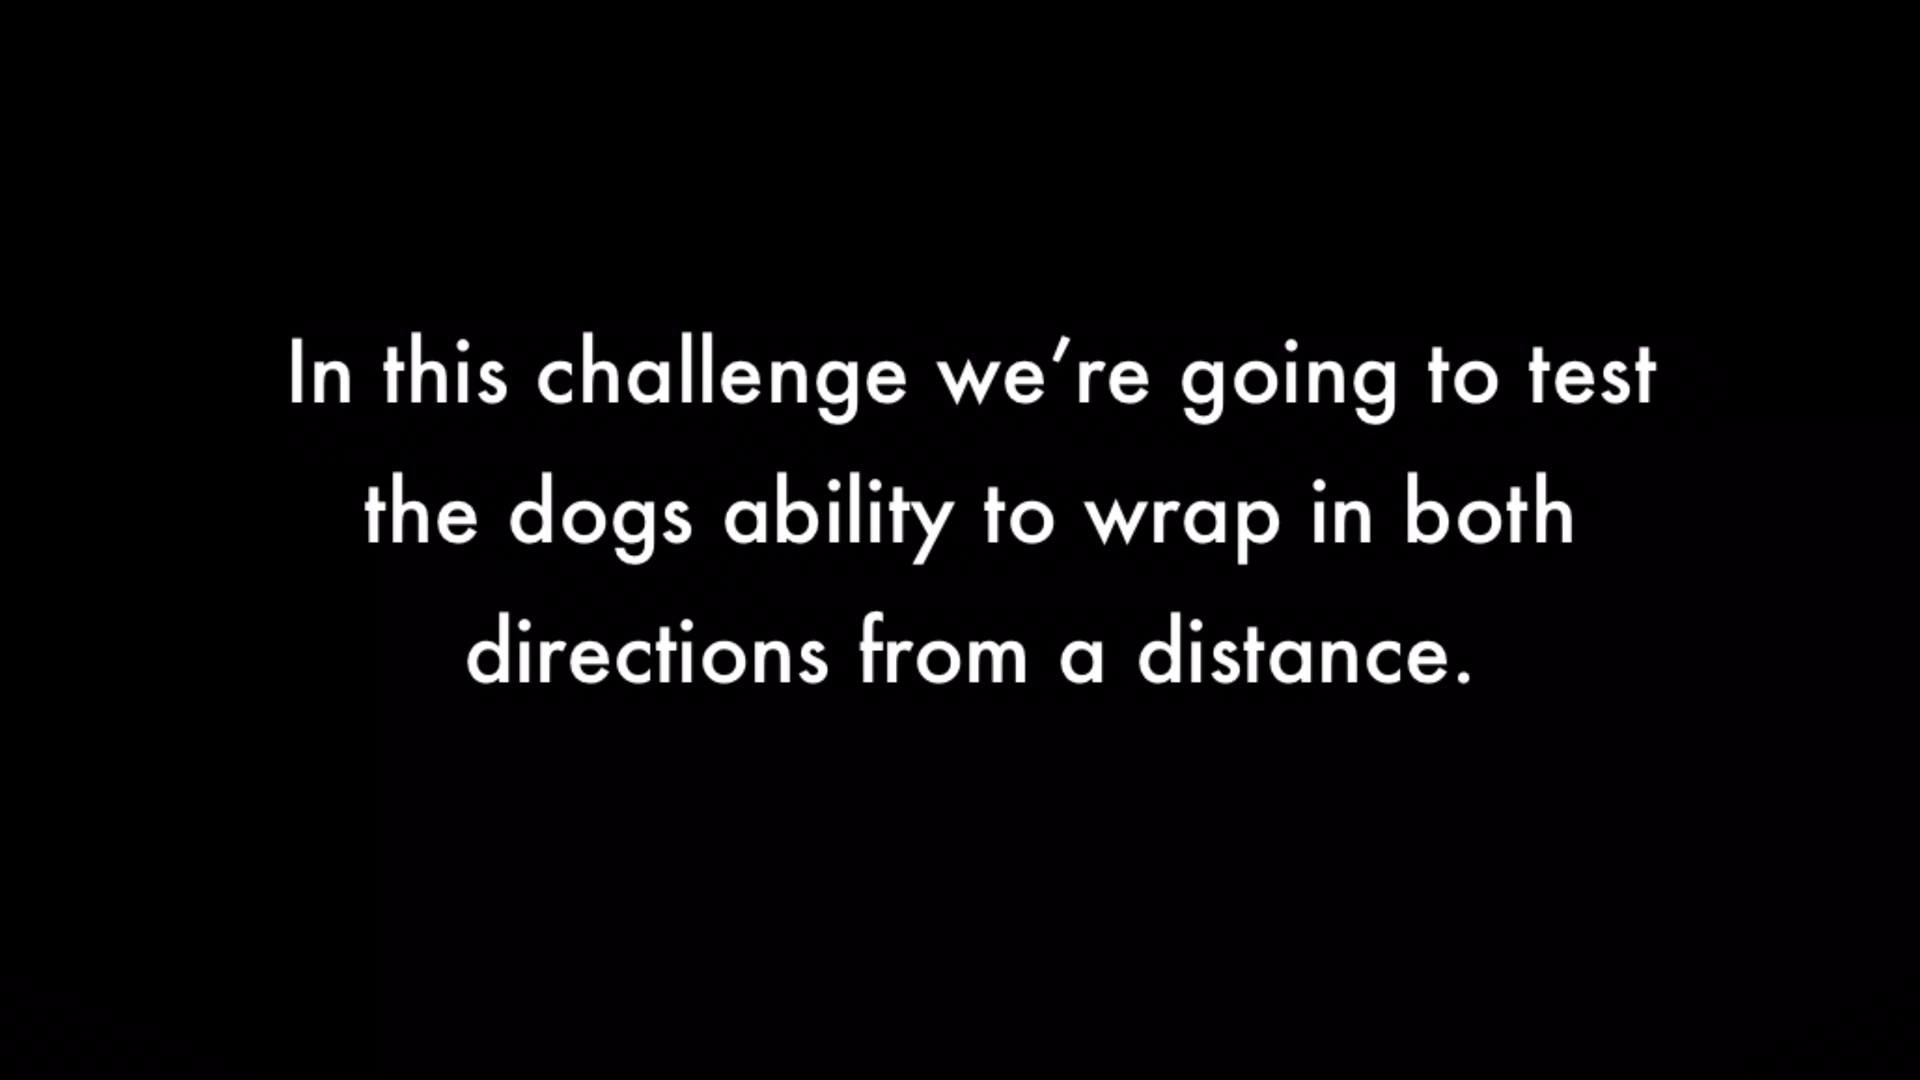 In this challenge we’re going to test
the dogs ability to wrap in both
directions from a distance.